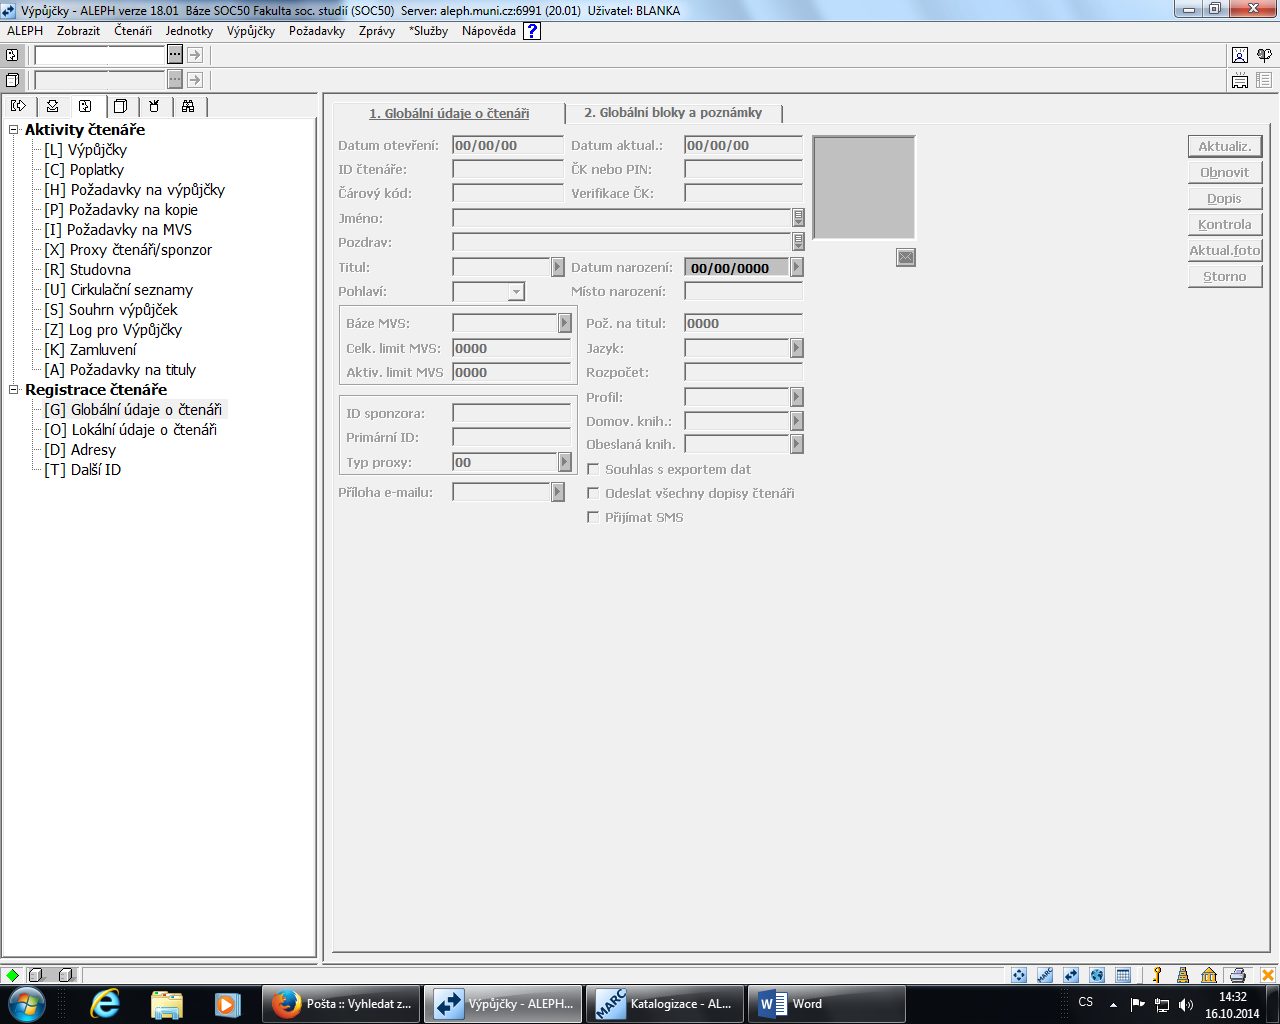 Výpůjčky - ALEPH verze 18.01  Báze SOC50 Fakulta soc. studií (SOC50)  Server: aleph.muni.cz:6991 (20.01)  Uživatel: BLANKA
ALEPH Zobrazit Čtenáři Jednotky Výpůjčky Požadavky Zprávy *Služby Nápověda ?
Aktivity čtenáře
[L] Výpůjčky
[C] Poplatky
[H] Požadavky na výpůjčky
[P] Požadavky na kopie
[I] Požadavky na MVS
[X] Proxy čtenáři/sponzor
[R] Studovna
[U] Cirkulační seznamy
[S] Souhrn výpůjček
[Z] Log pro Výpůjčky
[K] Zamluvení
[A] Požadavky na tituly
Registrace čtenáře
[G] Globální údaje o čtenáři
[O] Lokální údaje o čtenáři
[D] Adresy
[T] Další ID
1. Globální údaje o čtenáři 2. Globální bloky a poznámky
Datum otevření: 00/00/00 Datum aktual.: 00/00/00
ID čtenáře: ČK nebo PIN:
Čárový kód: Verifikace ČK:
Jméno:
Pozdrav:
Titul: Datum narození: 00/00/0000
Pohlaví: Místo narození:
Báze MVS: Pož. na titul: 0000
Celk. limit MVS: 0000 Jazyk:
Aktiv. limit MVS 0000 Rozpočet:
Profil:
ID sponzora: Domov. knih.:
Primární ID: Obeslaná knih.
Typ proxy: 00 Souhlas s exportem dat
Příloha e-mailu: Odeslat všechny dopisy čtenáři
Přijímat SMS
Aktualiz.
Obnovit
Dopis
Kontrola
Aktual.foto
Storno
MARC
Pošta :: Vyhledat z... Výpůjčky - ALEPH... MARC Katalogizace - AL... Word CS 14:32
16.10.2014